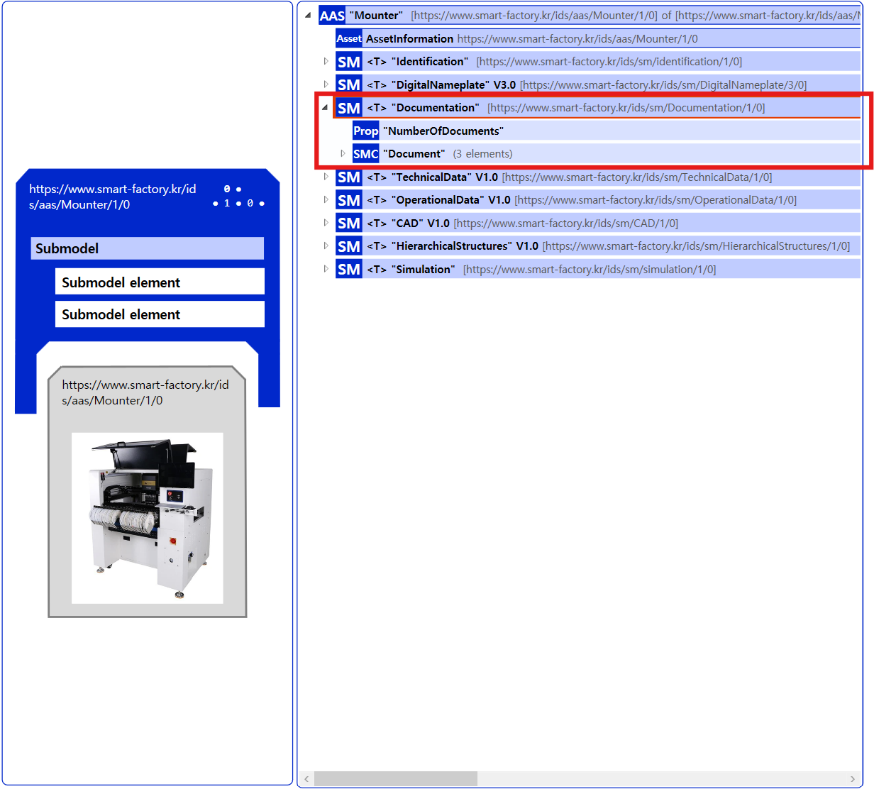 https://www.smart-factory.kr/id
s/aas/Mounter/1/0
0
1 0
Submodel
Submodel element
Submodel element
https://www.smart-factory.kr/id
s/aas/Mounter/1/0
AAS "Mounter" [https://www.smart-factory.kr/ids/aas/Mounter/1/0] of [https://www.smart-factory.kr/ids/aas/
Asset AssetInformation https://www.smart-factory.kr/ids/aas/Mounter/1/0
SM <T> "Identification" [https://www.smart-factory.kr/ids/sm/identification/1/0]
SM <T> "DigitalNameplate" V3.0 [https://www.smart-factory.kr/ids/sm/DigitalNameplate/3/0]
SM <T> "Documentation" [https://www.smart-factory.kr/ids/sm/Documentation/1/0]
Prop "NumberOfDocuments"
SMC "Document" (3 elements)
SM <T> "TechnicalData" V1.0 [https://www.smart-factory.kr/ids/sm/TechnicalData/1/0]
SM <T> "OperationalData" V1.0 [https://www.smart-factory.kr/ids/sm/OperationalData/1/0]
SM <T> "CAD" V1.0 [https://www.smart-factory.kr/ids/sm/CAD/1/0]
SM <T> "HierarchicalStructures" V1.0 [https://www.smart-factory.kr/ids/sm/HierarchicalStructures/1/0]
SM <T> "Simulation" [https://www.smart-factory.kr/ids/sm/simulation/1/0]